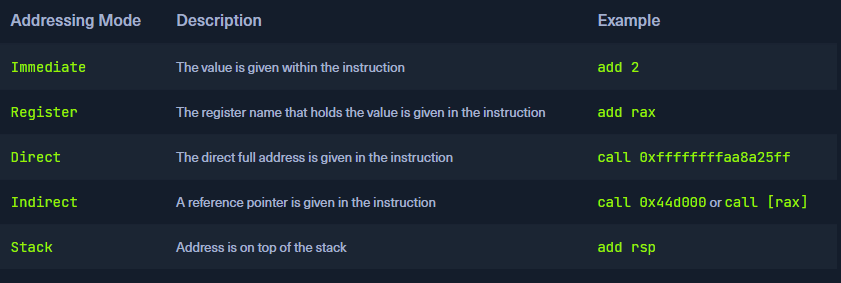 Addressing Mode Description Example
Immediate The value is given within the instruction add 2
Register The register name that holds the value is given in the instruction add rax
Direct The direct full address is given in the instruction call 0xffffffffaa8a25ff
Indirect A reference pointer is given in the instruction call 0x44d000 or call [rax]
Stack Address is on top of the stack add rsp